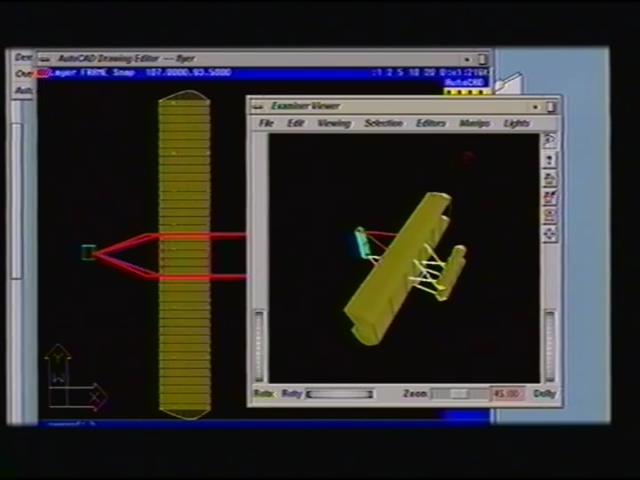 AutoCAD Drawing Editor — flyer
Layer FRAME Snap 107.0000,93.5000
AutoCAD
* * * *
Examiner Viewer
File Edit Viewing Selection Editors Manips Lights
Y
W
X
Rotx Roty Zoom 45.00 Dolly